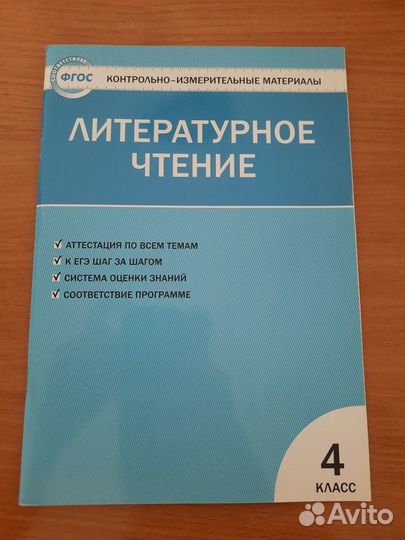 СООТВЕТСТВУЕТ
ФГОС
КОНТРОЛЬНО-ИЗМЕРИТЕЛЬНЫЕ МАТЕРИАЛЫ
ЛИТЕРАТУРНОЕ
ЧТЕНИЕ
АТТЕСТАЦИЯ ПО ВСЕМ ТЕМАМ
К ЕГЭ ШАГ ЗА ШАГОМ
СИСТЕМА ОЦЕНКИ ЗНАНИЙ
СООТВЕТСТВИЕ ПРОГРАММЕ
4
КЛАСС
Avito